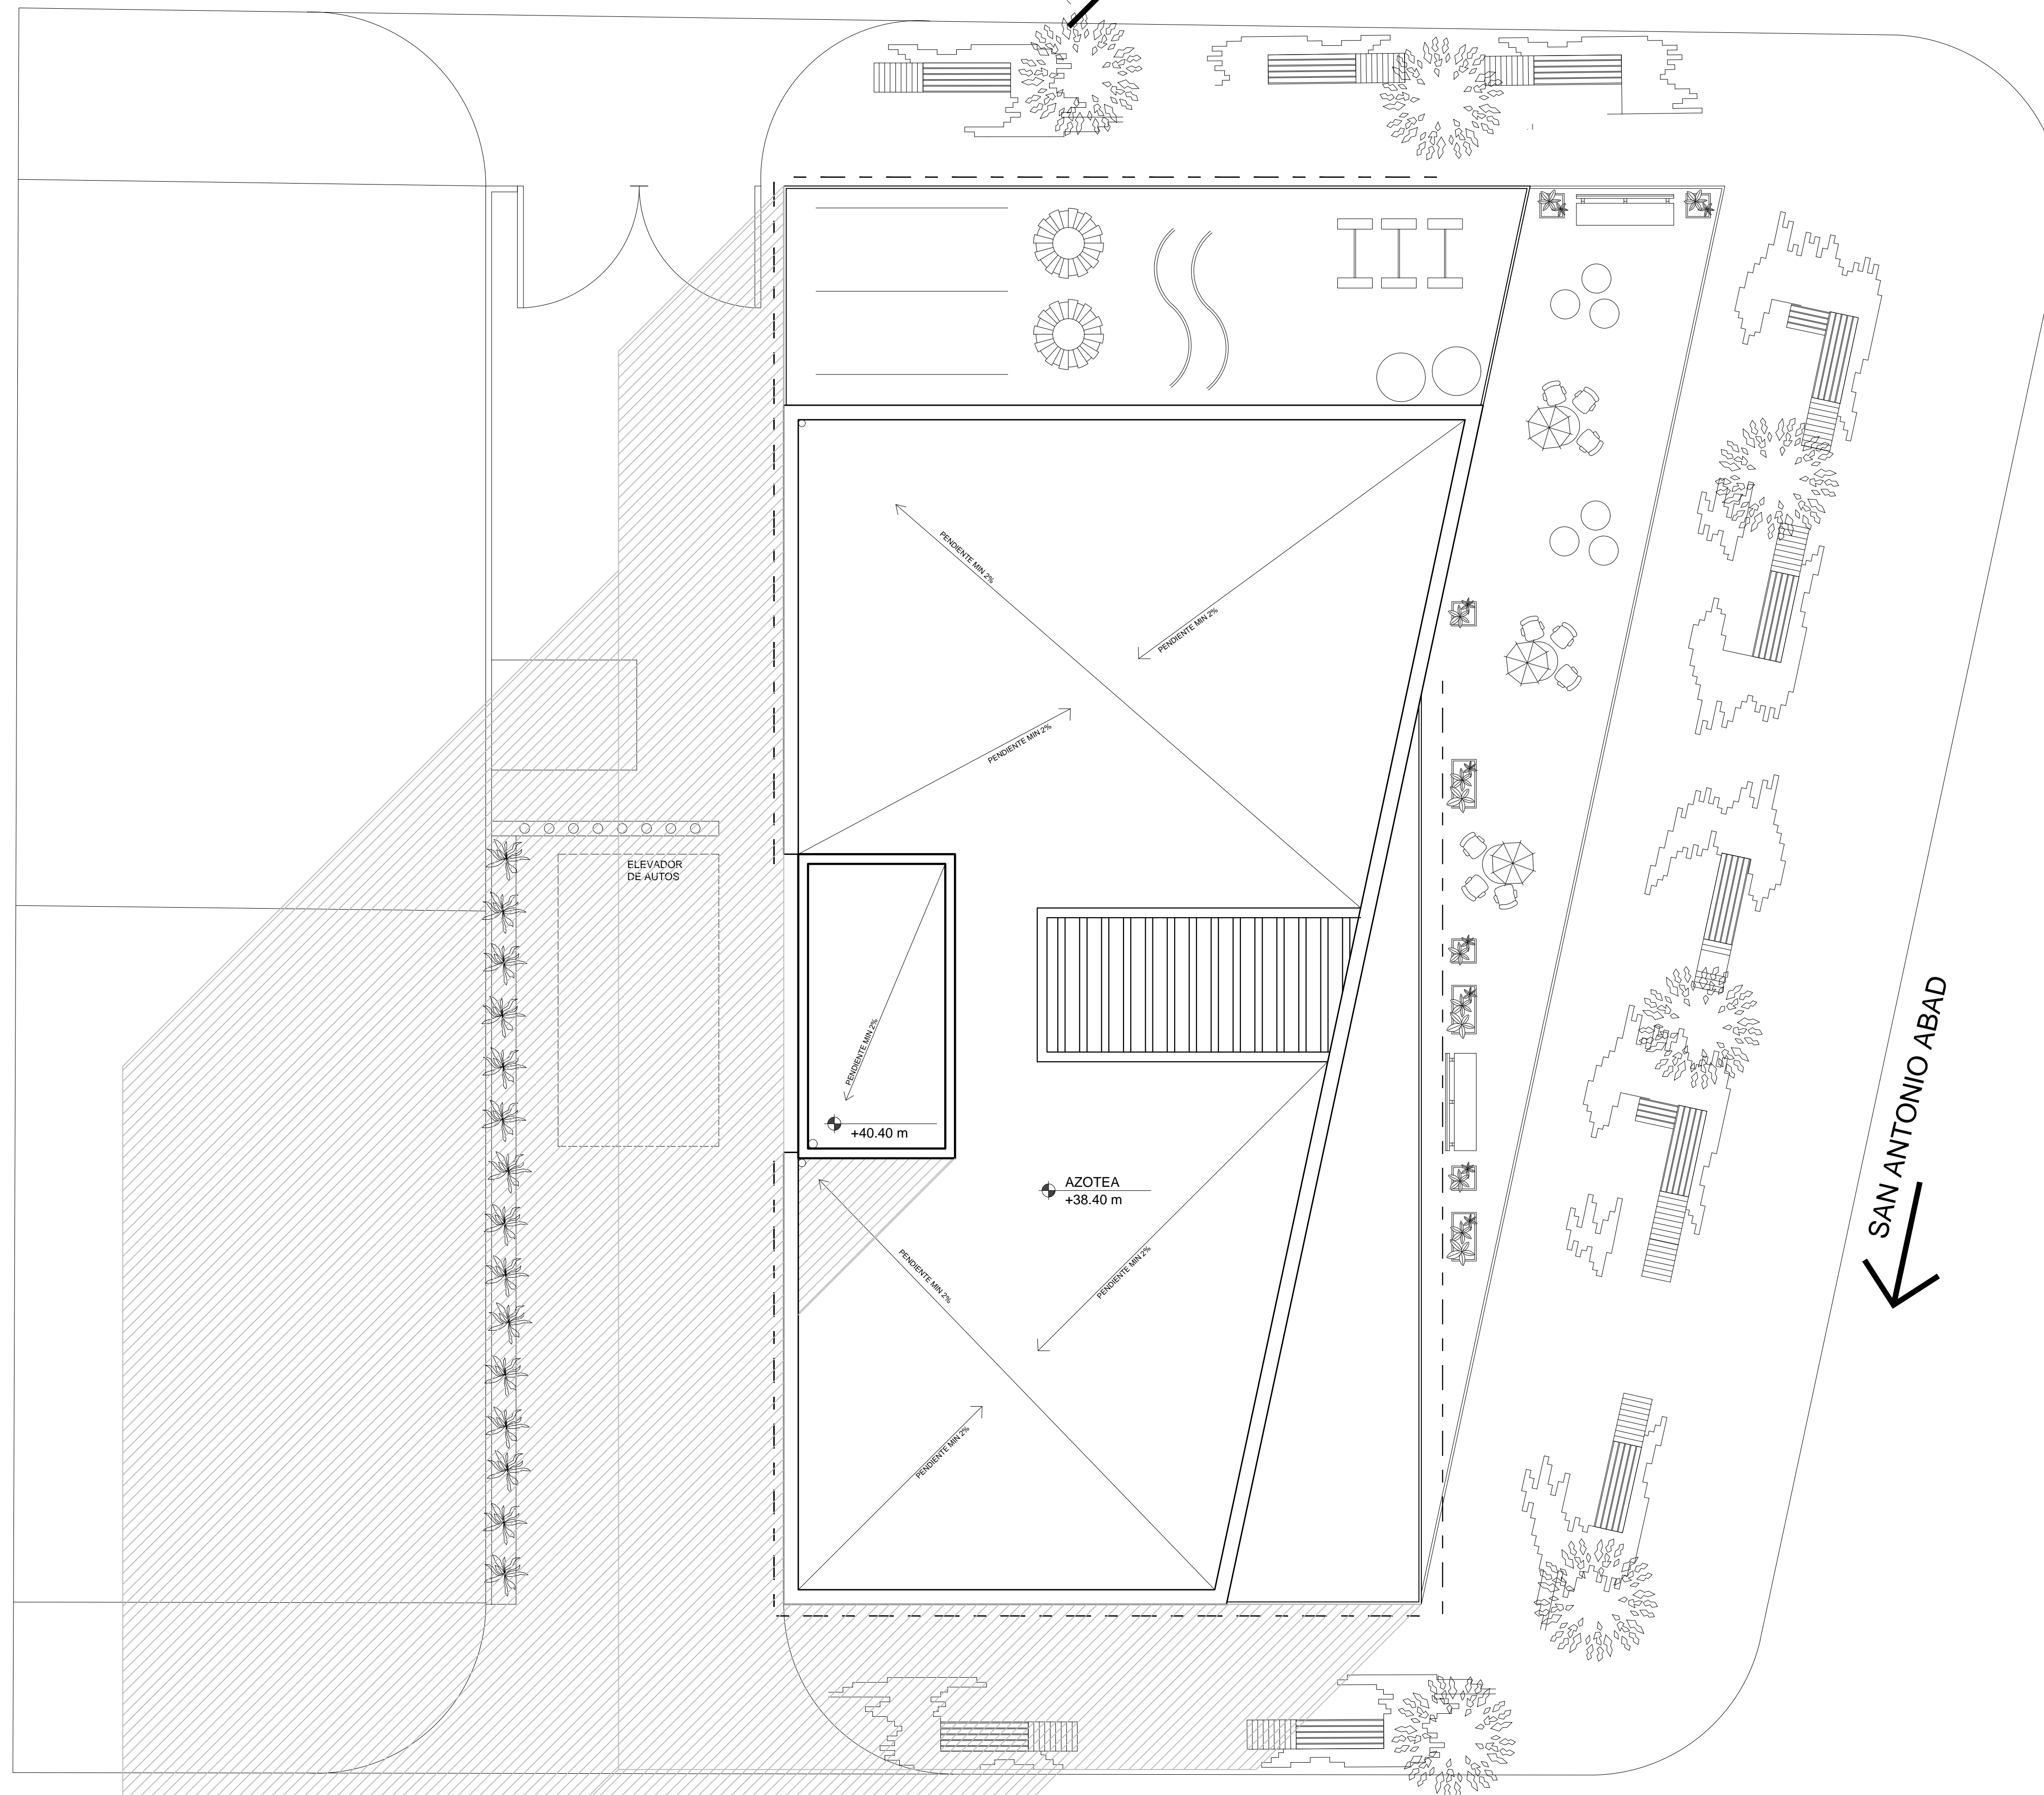 PENDIENTE MIN 2%
PENDIENTE MIN 2%
PENDIENTE MIN 2%
ELEVADOR
DE AUTOS
PENDIENTE MIN 2%
+40.40 m
AZOTEA
+38.40 m
PENDIENTE MIN 2%
PENDIENTE MIN 2%
PENDIENTE MIN 2%
SAN ANTONIO ABAD